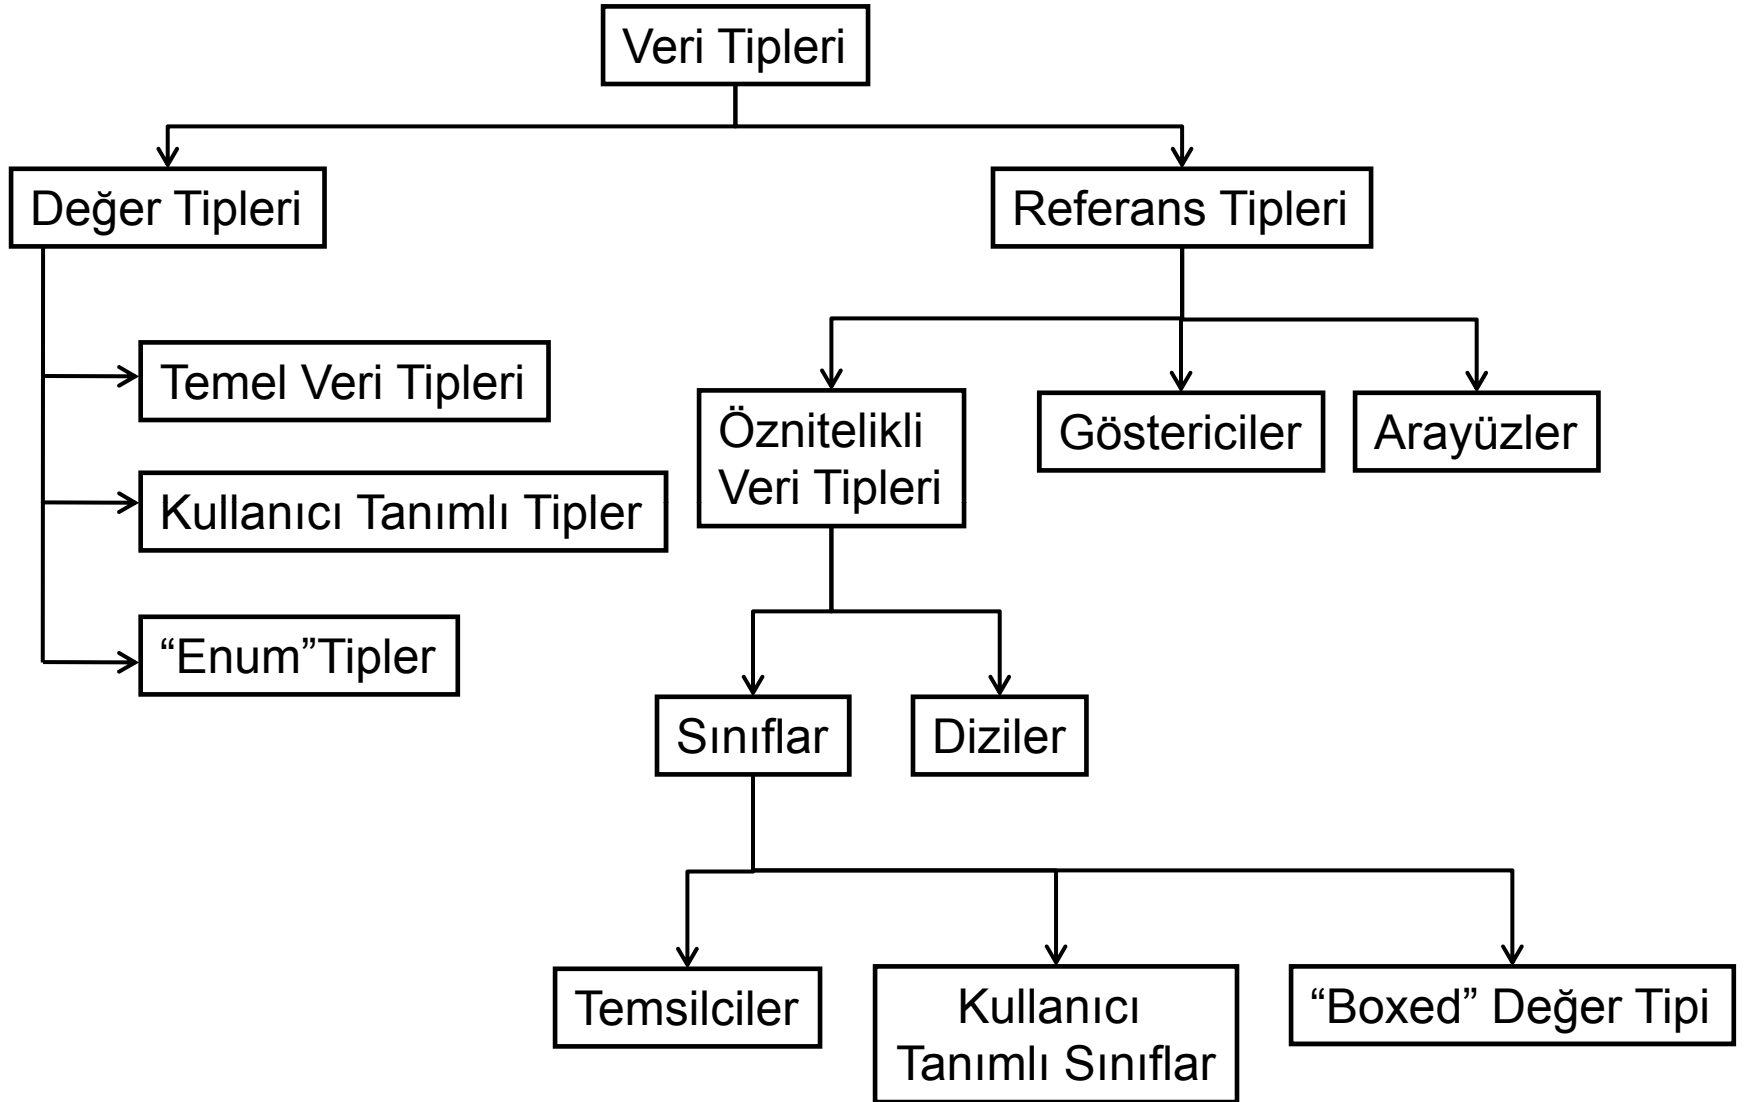 Veri Tipleri
Değer Tipleri
Referans Tipleri
Temel Veri Tipleri
Kullanıcı Tanımlı Tipler
“Enum”Tipler
Öznitelikli
Veri Tipleri
Göstericiler
Arayüzler
Sınıflar
Diziler
Temsilciler
Kullanıcı
Tanımlı Sınıflar
“Boxed” Değer Tipi